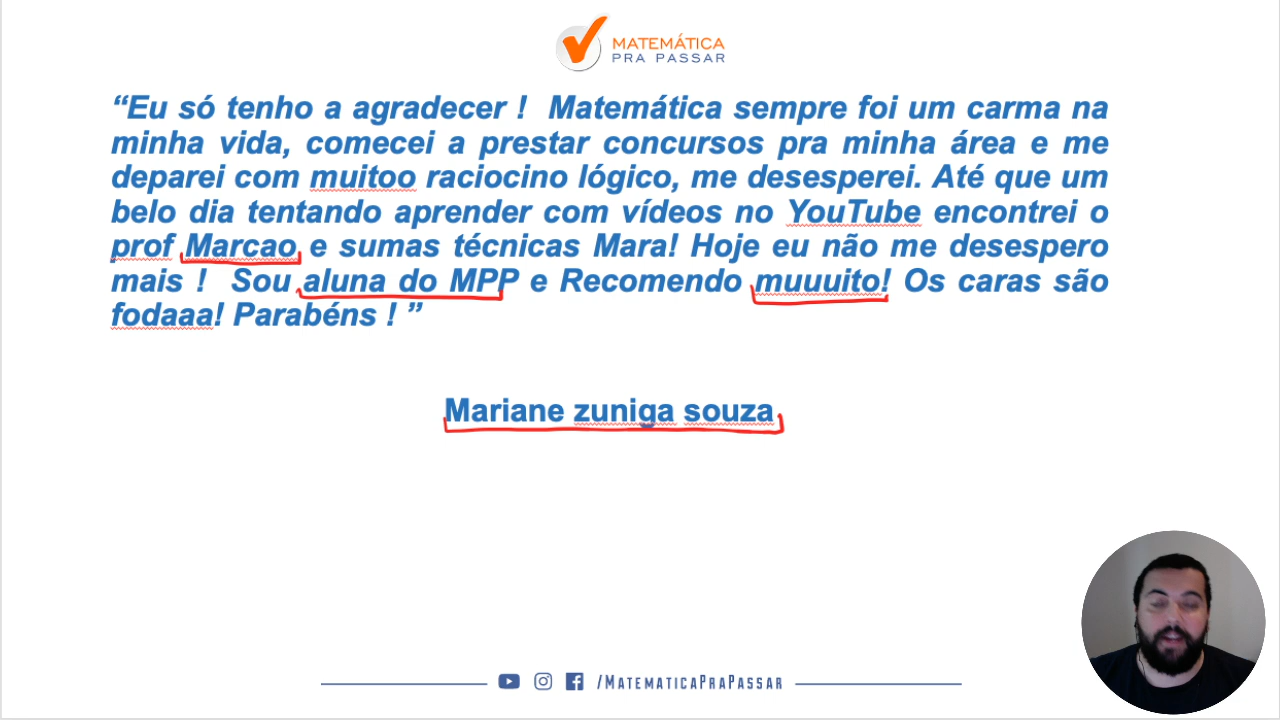 MATEMÁTICA
PRA PASSAR
“Eu só tenho a agradecer ! Matemática sempre foi um carma na
minha vida, comecei a prestar concursos pra minha área e me
deparei com muitoo raciocino lógico, me desesperei. Até que um
belo dia tentando aprender com vídeos no YouTube encontrei o
prof Marcao e sumas técnicas Mara! Hoje eu não me desespero
mais ! Sou aluna do MPP e Recomendo muuuito! Os caras são
fodaaa! Parabéns ! ”
Mariane zuniga souza
/MATEMATICAPRAPASSAR